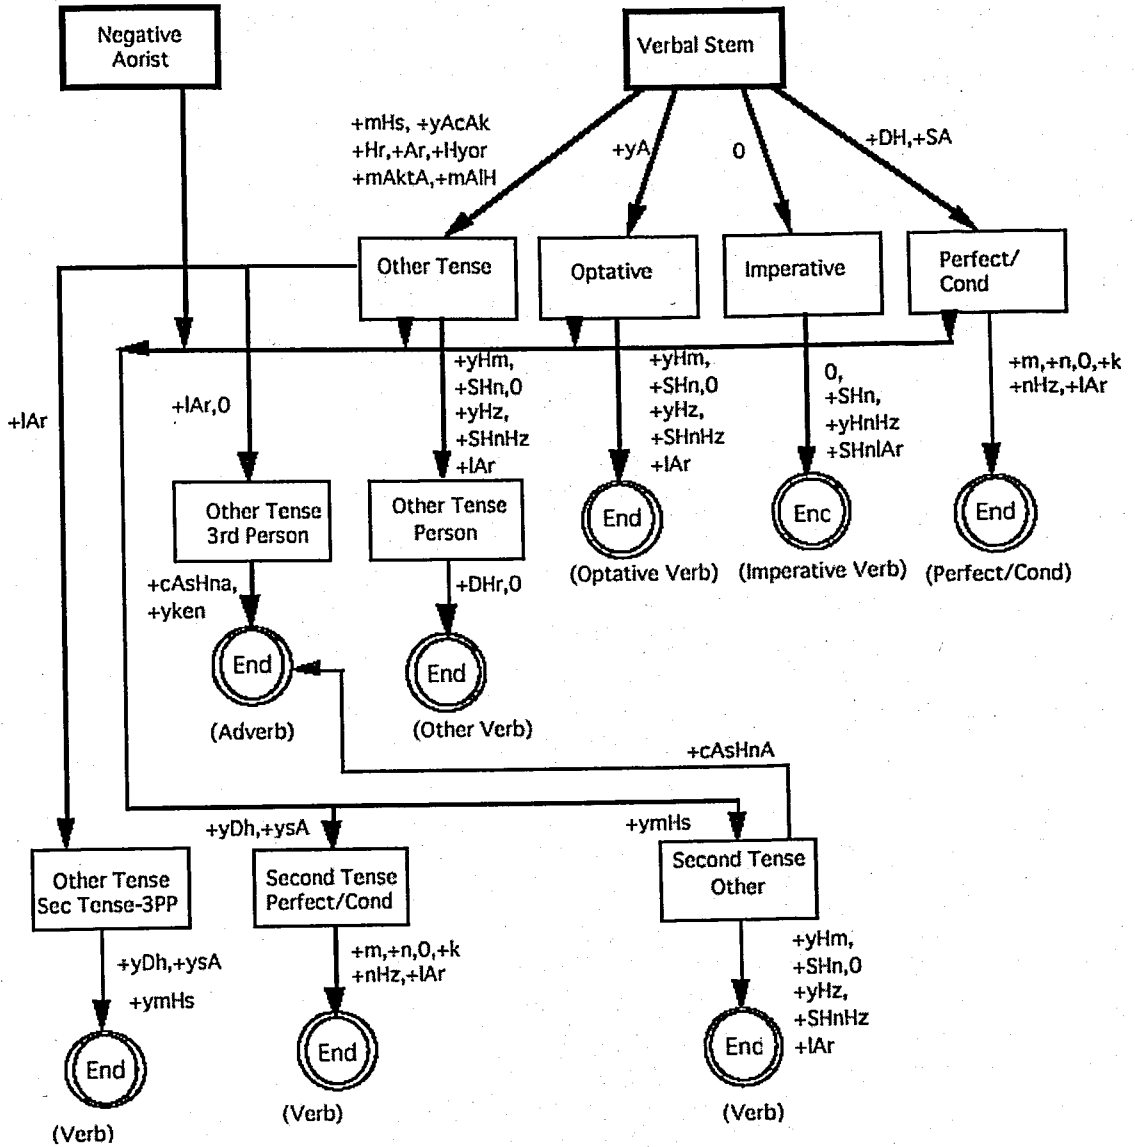 Negative
Aorist
Verbal Stem
+mHs, +yAcAk
+Hr,+Ar,+Hyor
+mAktA,+mAlH
+yA
0
+DH,+SA
Other Tense
Optative
Imperative
Perfect/
Cond
+lAr
+lAr,0
+yHm,
+SHn,0
+yHz,
+SHnHz
+lAr
+yHm,
+SHn,0
+yHz,
+SHnHz
+lAr
0,
+SHn,
+yHnHz
+SHnlAr
+m,+n,0,+k
+nHz,+lAr
Other Tense
3rd Person
Other Tense
Person
End
(Optative Verb)
Enc
(Imperative Verb)
End
(Perfect/Cond)
+cAsHna,
+yken
+DHr,0
End
(Adverb)
End
(Other Verb)
+cAsHnA
+yDh,+ysA
+ymHs
Other Tense
Sec Tense-3PP
Second Tense
Perfect/Cond
Second Tense
Other
+yDh,+ysA
+ymHs
+m,+n,0,+k
+nHz,+lAr
+yHm,
+SHn,0
+yHz,
+SHnHz
+lAr
End
(Verb)
End
(Verb)
End
(Verb)